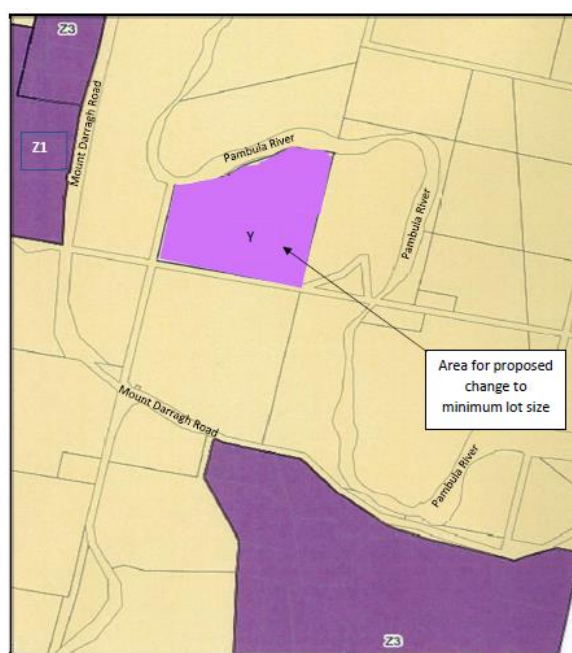 Z3
Mount Darragh Road
Z1
Pambula River
Pambula River
Y
Area for proposed
change to
minimum lot size
Mount Darragh Road
Pambula River
Z3